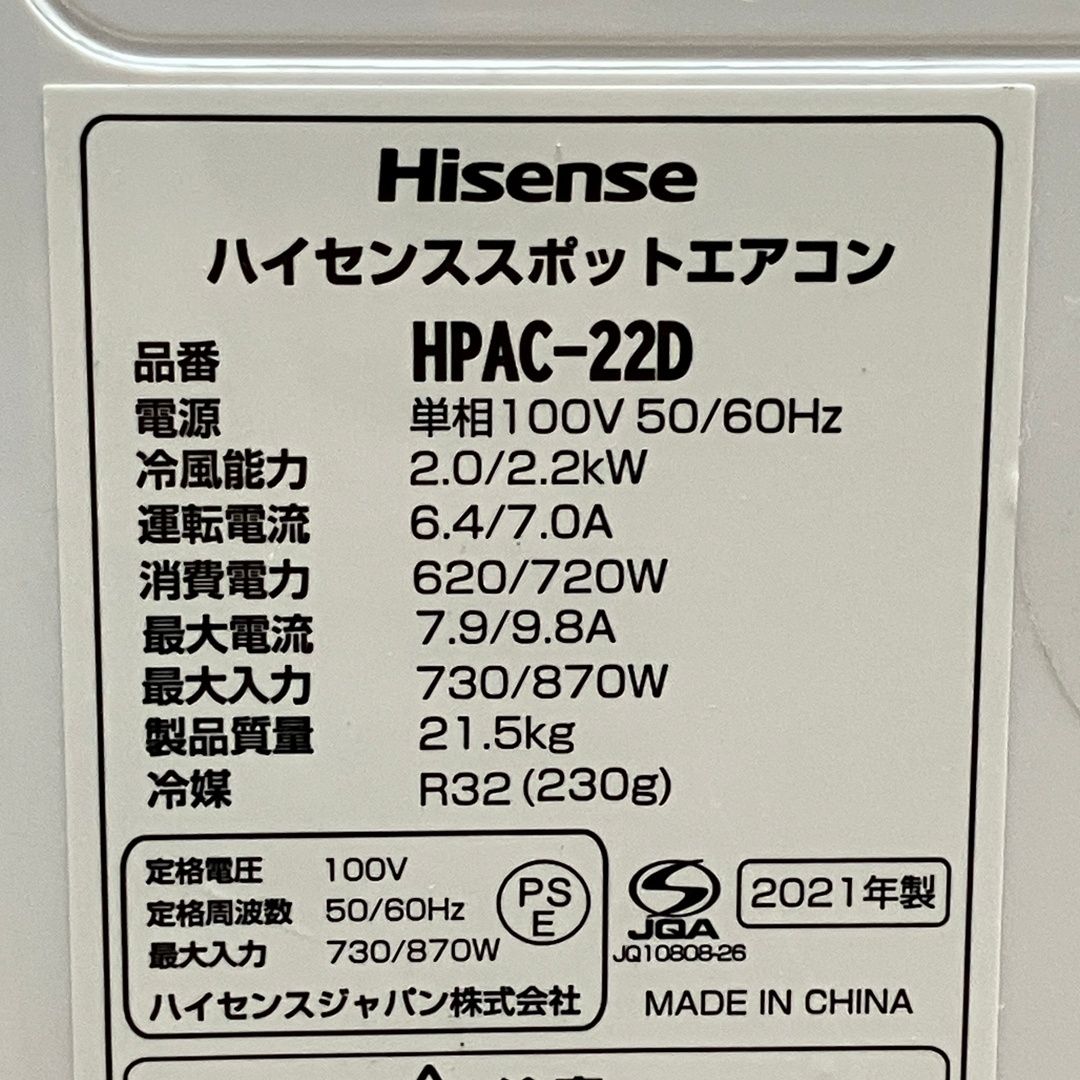 Hisense
ハイセンススポットエアコン
品番 HPAC-22D
電源 単相100V 50/60Hz
冷風能力 2.0/2.2kW
運転電流 6.4/7.0A
消費電力 620/720W
最大電流 7.9/9.8A
最大入力 730/870W
製品質量 21.5kg
冷媒 R32 (230g)
定格電圧 100V
定格周波数 50/60Hz
最大入力 730/870W
ハイセンスジャパン株式会社
PS
E
JQA
JQ10808-26
2021年製
MADE IN CHINA